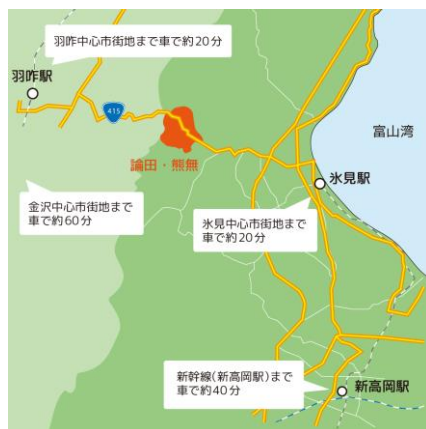 羽咋中心市街地まで車で約20分
羽咋駅
415
富山湾
論田・熊無
氷見駅
金沢中心市街地まで
車で約60分
氷見中心市街地まで
車で約20分
新幹線(新高岡駅)まで
車で約40分
新高岡駅